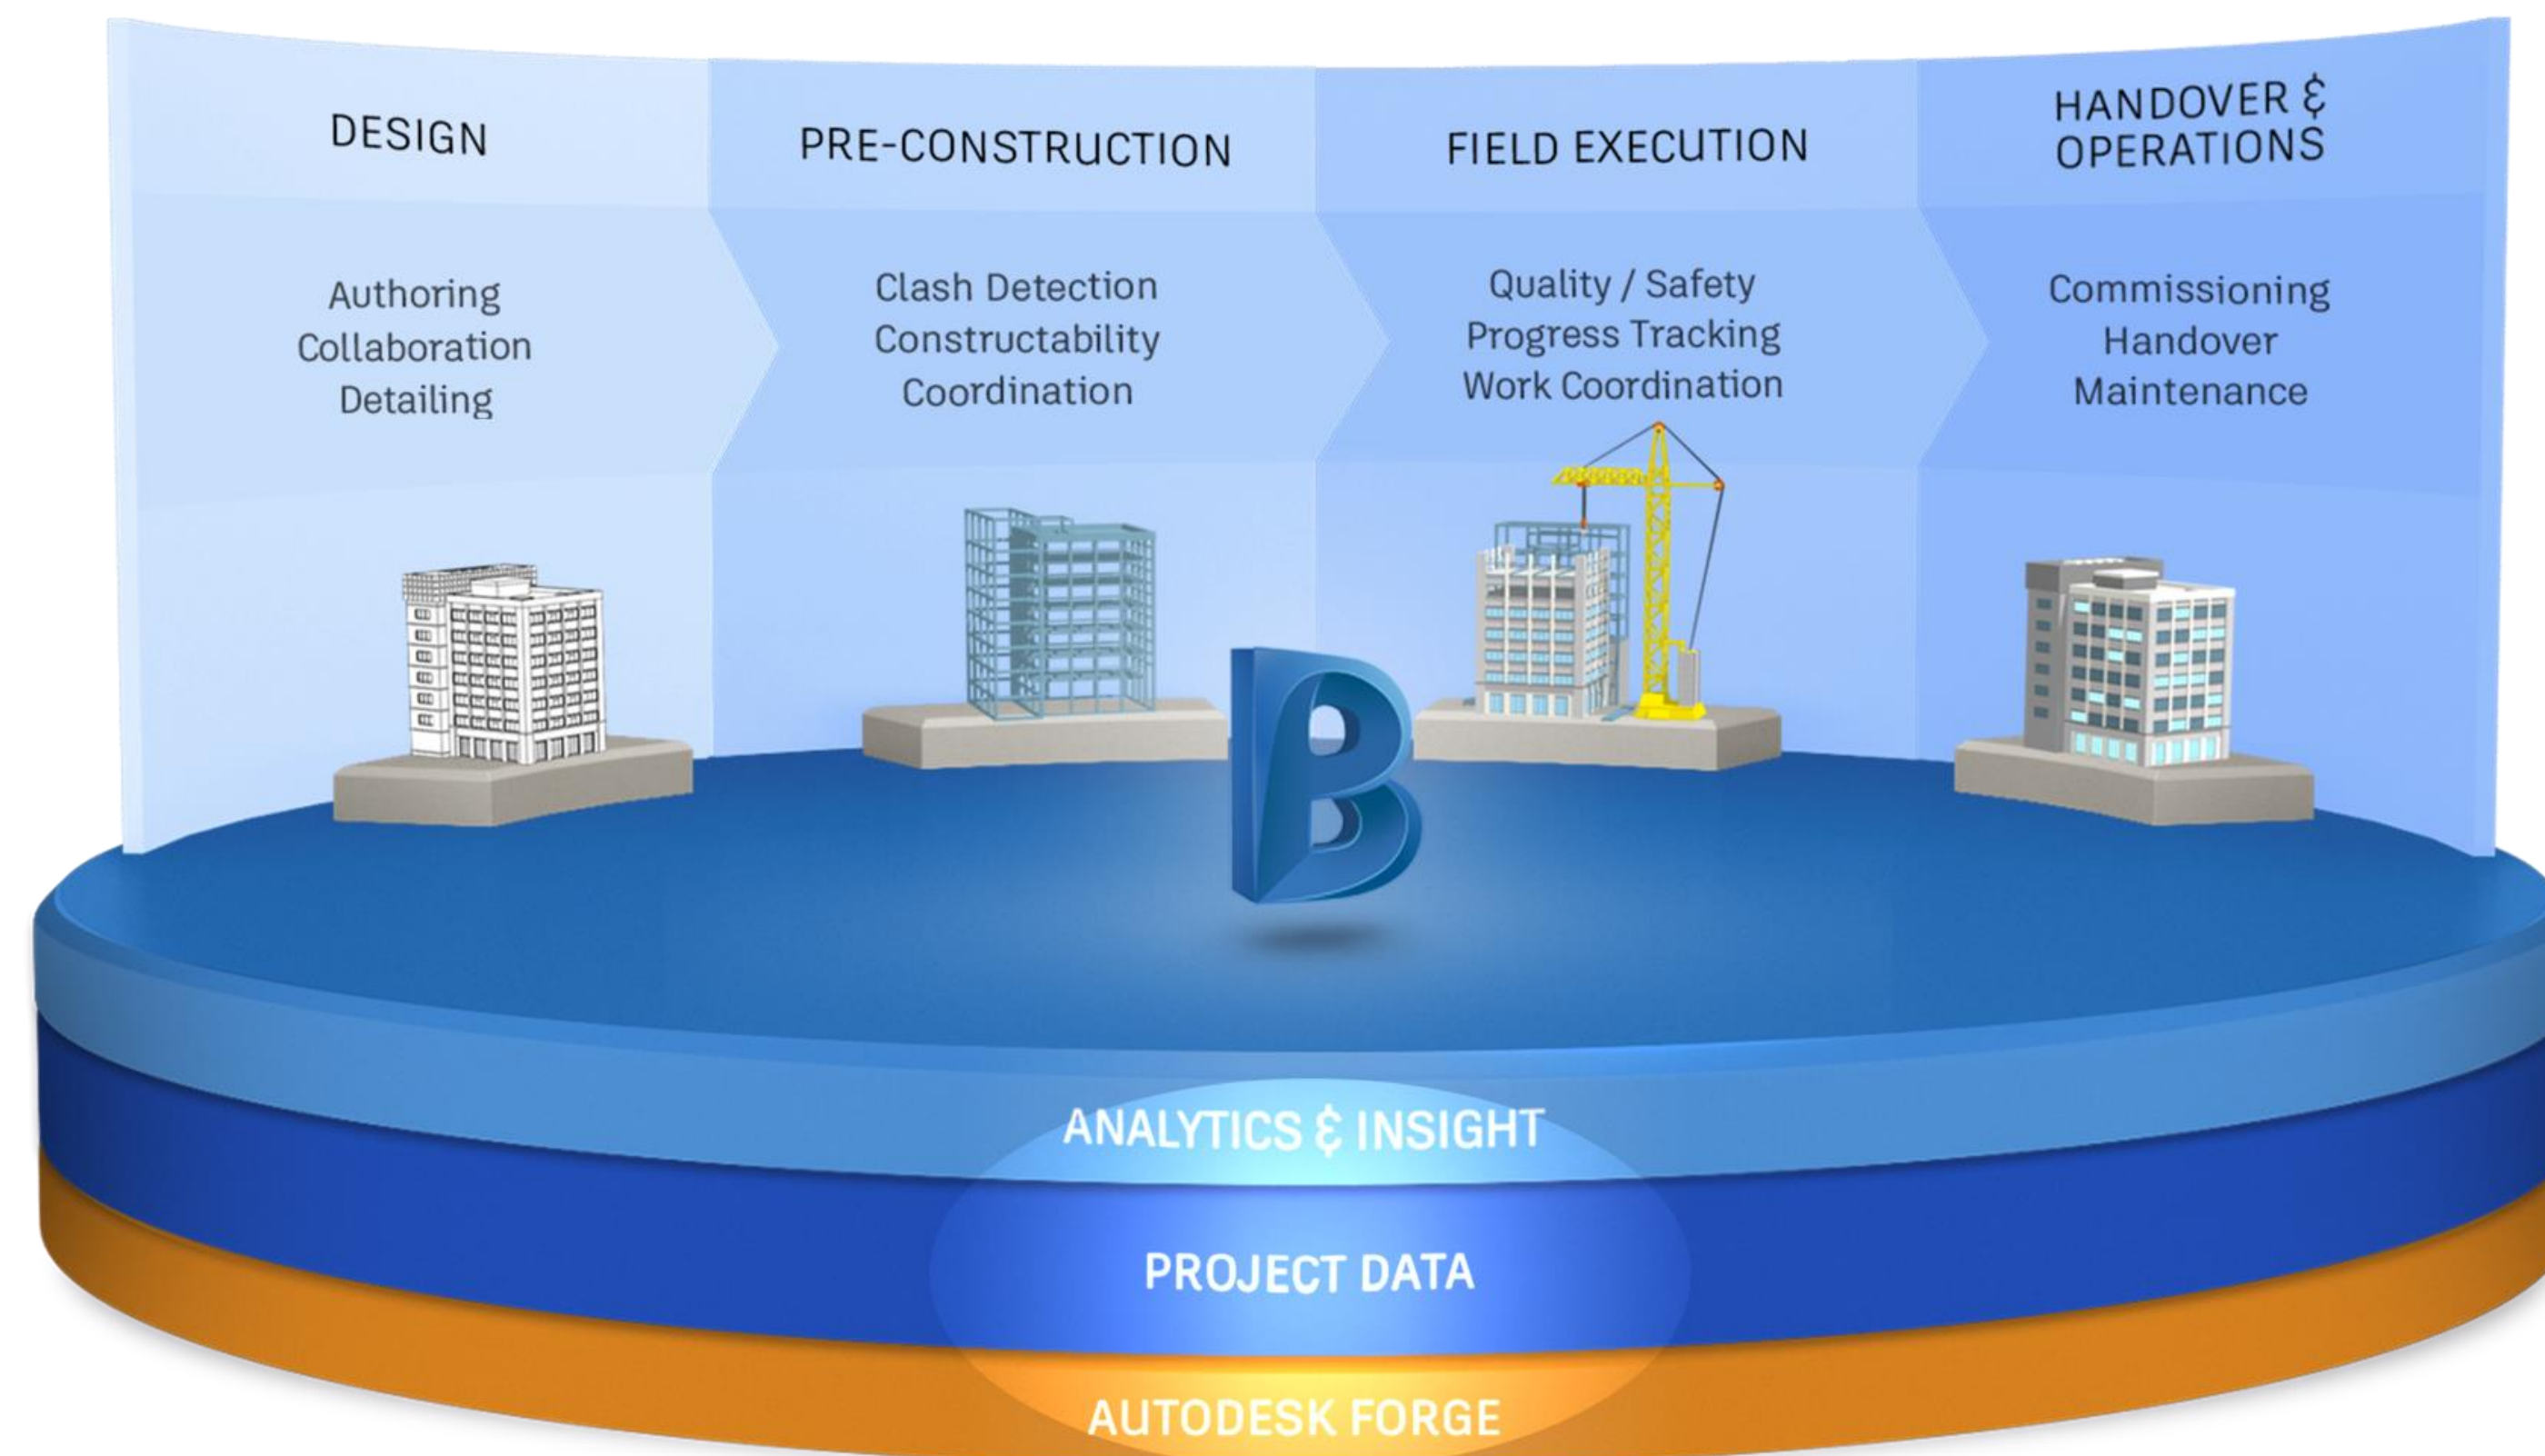 DESIGN
Authoring
Collaboration
Detailing
PRE-CONSTRUCTION
Clash Detection
Constructability
Coordination
FIELD EXECUTION
Quality / Safety
Progress Tracking
Work Coordination
HANDOVER &
OPERATIONS
Commissioning
Handover
Maintenance
B
ANALYTICS & INSIGHT
PROJECT DATA
AUTODESK FORGE